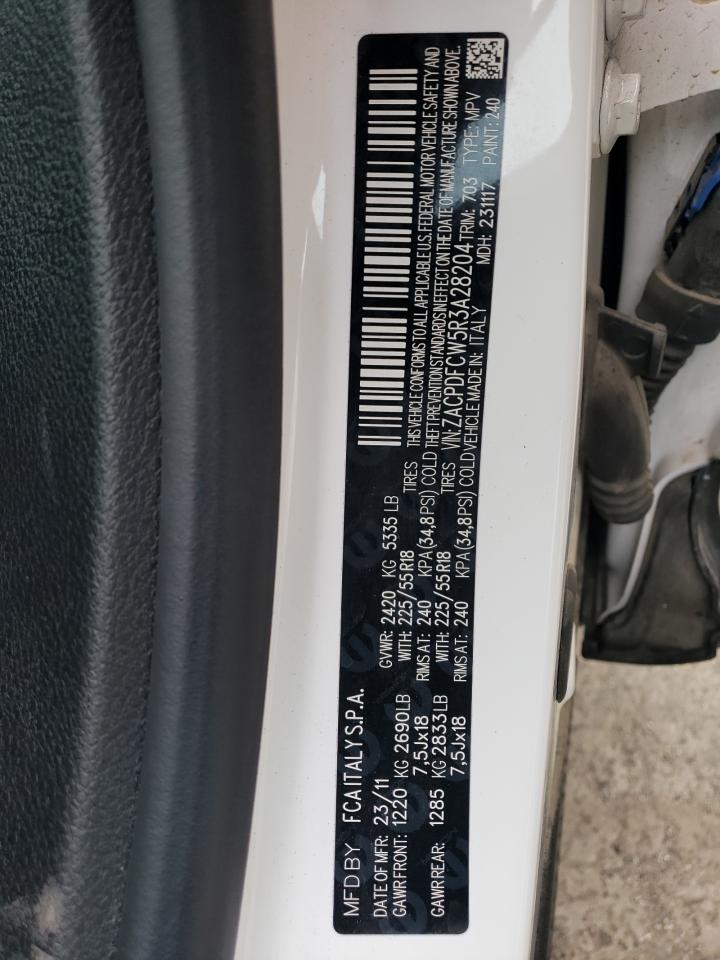 MFD BY FCA ITALY S.P.A.
DATE OF MFR: 23/11 GVWR: 2420 KG 5335 LB
GAWR FRONT: 1220 KG 2690LB WITH: 225/55R18 TIRES
7,5Jx18 RIMS AT: 240 KPA (34,8PSI) COLD
GAWR REAR: 1285 KG 2833LB WITH: 225/55R18 TIRES
7,5Jx18 RIMS AT: 240 KPA (34,8PSI) COLD
THIS VEHICLE CONFORMS TO ALL APPLICABLE U.S. FEDERAL MOTOR VEHICLE SAFETY AND
THEFT PREVENTION STANDARDS IN EFFECT ON THE DATE OF MANUFACTURE SHOWN ABOVE.
VIN: ZACPDFCW5R3A28204 TRIM: 703 TYPE: MPV
VEHICLE MADE IN: ITALY MDH: 231117 PAINT: 240